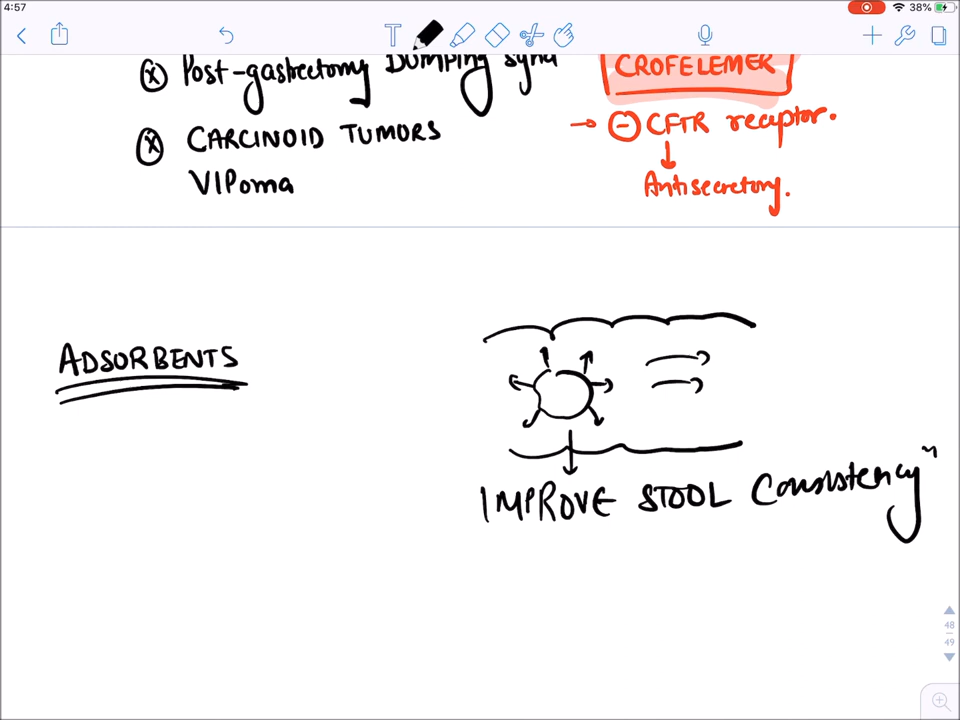 4:57
38%
T
Post-gastrectomy DUMPING synd
CARCINOID TUMORS
VIPoma
CROFELEMER
→ ⊖ CFTR receptor.
↓
Antisecretory.
ADSORBENTS
IMPROVE STOOL Consistency"
48
49